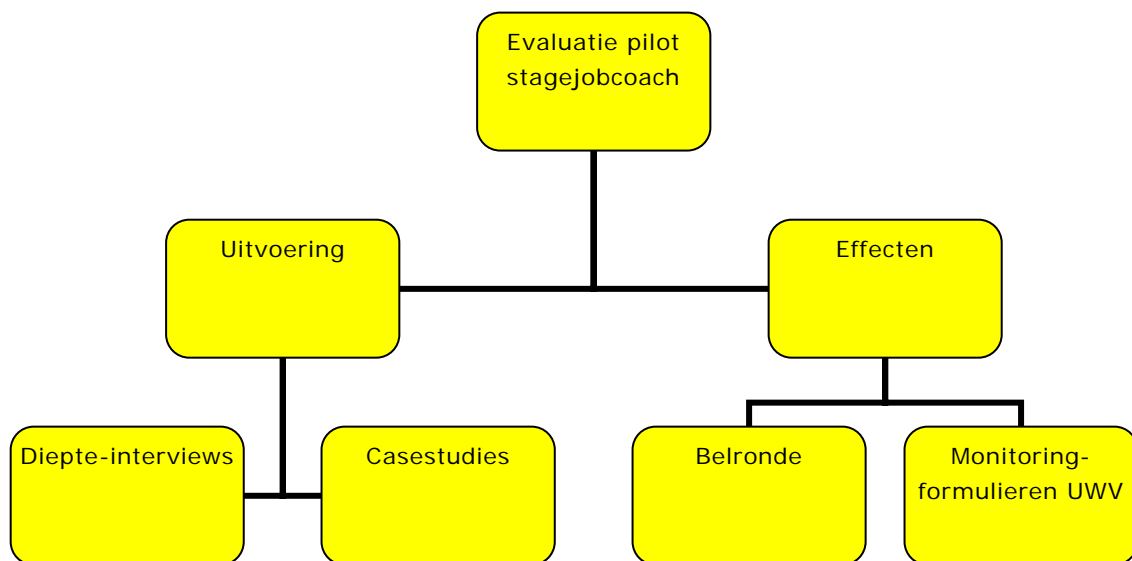 Evaluatie pilot
stagejobcoach
Uitvoering
Effecten
Diepte-interviews
Casestudies
Belronde
Monitoring-
formulieren UWV